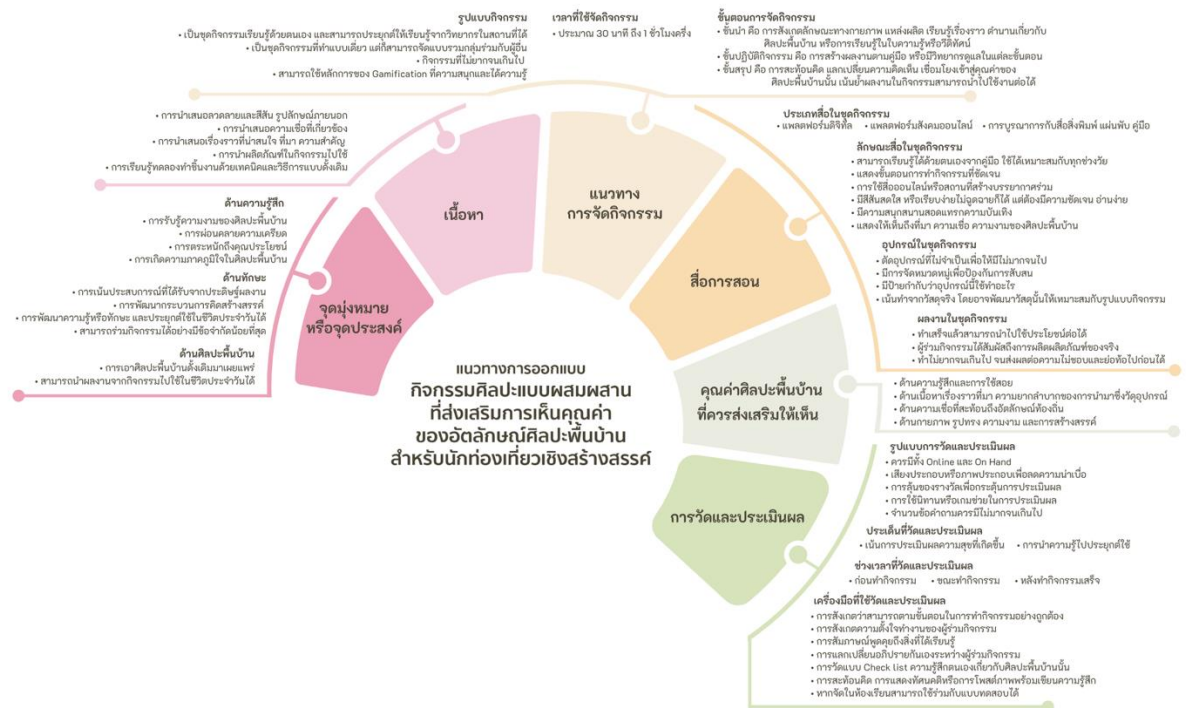 รูปแบบกิจกรรม
• เป็นชุดกิจกรรมเรียนรู้ด้วยตนเอง และสามารถประยุกต์ให้เรียนรู้จากวิทยากรในสถานที่ได้
• เป็นชุดกิจกรรมที่ทำแบบเดี่ยว แต่ก็สามารถจัดแบบรวมกลุ่มร่วมกับผู้อื่น
• กิจกรรมที่ไม่ยากจนเกินไป
• สามารถใช้หลักการของ Gamification ที่ความสนุกและได้ความรู้
เวลาที่ใช้จัดกิจกรรม
• ประมาณ 30 นาที ถึง 1 ชั่วโมงครึ่ง
ขั้นตอนการจัดกิจกรรม
• ขั้นนำ คือ การสังเกตลักษณะทางกายภาพ แหล่งผลิต เรียนรู้เรื่องราว ตำนานเกี่ยวกับ
ศิลปะพื้นบ้าน หรือการเรียนรู้ในใบความรู้หรือวีดิทัศน์
• ขั้นปฏิบัติกิจกรรม คือ การสร้างผลงานตามคู่มือ หรือมีวิทยากรดูแลในแต่ละขั้นตอน
• ขั้นสรุป คือ การสะท้อนคิด แลกเปลี่ยนความคิดเห็น เชื่อมโยงเข้าสู่คุณค่าของ
ศิลปะพื้นบ้านนั้น เน้นย้ำผลงานในกิจกรรมสามารถนำไปใช้งานต่อได้
• การนำเสนอลวดลายและสีสัน รูปลักษณ์ภายนอก
• การนำเสนอความเชื่อที่เกี่ยวข้อง
• การนำเสนอเรื่องราวที่น่าสนใจ ที่มา ความสำคัญ
• การนำผลิตภัณฑ์ในกิจกรรมไปใช้
• การเรียนรู้ทดลองทำชิ้นงานด้วยเทคนิคและวิธีการแบบดั้งเดิม
ประเภทสื่อในชุดกิจกรรม
• แพลตฟอร์มดิจิทัล • แพลตฟอร์มสังคมออนไลน์ • การบูรณาการกับสื่อสิ่งพิมพ์ แผ่นพับ คู่มือ
ลักษณะสื่อในชุดกิจกรรม
• สามารถเรียนรู้ได้ด้วยตนเองจากคู่มือ ใช้ได้เหมาะสมกับทุกช่วงวัย
• แสดงขั้นตอนการทำกิจกรรมที่ชัดเจน
• การใช้สื่อออนไลน์หรือสถานที่สร้างบรรยากาศร่วม
• มีสีสันสดใส หรือเรียบง่ายไม่ฉูดฉาดก็ได้ แต่ต้องมีความชัดเจน อ่านง่าย
• มีความสนุกสนานสอดแทรกความบันเทิง
• แสดงให้เห็นถึงที่มา ความเชื่อ ความงามของศิลปะพื้นบ้าน
อุปกรณ์ในชุดกิจกรรม
• ตัดอุปกรณ์ที่ไม่จำเป็นเพื่อให้มีไม่มากจนไป
• มีการจัดหมวดหมู่เพื่อป้องกันการสับสน
• มีป้ายกำกับว่าอุปกรณ์นี้ใช้ทำอะไร
• เน้นทำจากวัสดุจริง โดยอาจพัฒนาวัสดุนั้นให้เหมาะสมกับรูปแบบกิจกรรม
ผลงานในชุดกิจกรรม
• ทำเสร็จแล้วสามารถนำไปใช้ประโยชน์ต่อได้
• ผู้ร่วมกิจกรรมได้สัมผัสถึงการผลิตผลิตภัณฑ์ของจริง
• ทำไม่ยากจนเกินไป จนส่งผลต่อความไม่ชอบและย่อท้อไปก่อนได้
ด้านความรู้สึก
• การรับรู้ความงามของศิลปะพื้นบ้าน
• การผ่อนคลายความเครียด
• การตระหนักถึงคุณประโยชน์
• การเกิดความภาคภูมิใจในศิลปะพื้นบ้าน
ด้านทักษะ
• การเน้นประสบการณ์ที่ได้รับจากประดิษฐ์ผลงาน
• การพัฒนากระบวนการคิดสร้างสรรค์
• การพัฒนาความรู้หรือทักษะ และประยุกต์ใช้ในชีวิตประจำวันได้
• สามารถร่วมกิจกรรมได้อย่างมีข้อจำกัดน้อยที่สุด
ด้านศิลปะพื้นบ้าน
• การเอาศิลปะพื้นบ้านดั้งเดิมมาเผยแพร่
• สามารถนำผลงานจากกิจกรรมไปใช้ในชีวิตประจำวันได้
จุดมุ่งหมาย
หรือจุดประสงค์
เนื้อหา
แนวทาง
การจัดกิจกรรม
สื่อการสอน
คุณค่าศิลปะพื้นบ้าน
ที่ควรส่งเสริมให้เห็น
การวัดและประเมินผล
แนวทางการออกแบบ
กิจกรรมศิลปะแบบผสมผสาน
ที่ส่งเสริมการเห็นคุณค่า
ของอัตลักษณ์ศิลปะพื้นบ้าน
สำหรับนักท่องเที่ยวเชิงสร้างสรรค์
• ด้านความรู้สึกและการใช้สอย
• ด้านเนื้อหาเรื่องราวที่มา ความยากลำบากของการนำมาซึ่งวัตถุอุปกรณ์
• ด้านความเชื่อที่สะท้อนถึงอัตลักษณ์ท้องถิ่น
• ด้านกายภาพ รูปทรง ความงาม และการสร้างสรรค์
รูปแบบการวัดและประเมินผล
• ควรมีทั้ง Online และ On Hand
• เสียงประกอบหรือภาพประกอบเพื่อลดความน่าเบื่อ
• การลุ้นของรางวัลเพื่อกระตุ้นการประเมินผล
• การใช้นิทานหรือเกมช่วยในการประเมินผล
• จำนวนข้อคำถามควรมีไม่มากจนเกินไป
ประเด็นที่วัดและประเมินผล
• เน้นการประเมินผลความสุขที่เกิดขึ้น • การนำความรู้ไปประยุกต์ใช้
ช่วงเวลาที่วัดและประเมินผล
• ก่อนทำกิจกรรม • ขณะทำกิจกรรม • หลังทำกิจกรรมเสร็จ
เครื่องมือที่ใช้วัดและประเมินผล
• การสังเกตว่าสามารถตามขั้นตอนในการทำกิจกรรมอย่างถูกต้อง
• การสังเกตความตั้งใจทำงานของผู้ร่วมกิจกรรม
• การสัมภาษณ์พูดคุยถึงสิ่งที่ได้เรียนรู้
• การแลกเปลี่ยนอภิปรายกันเองระหว่างผู้ร่วมกิจกรรม
• การวัดแบบ Check list ความรู้สึกตนเองเกี่ยวกับศิลปะพื้นบ้านนั้น
• การสะท้อนคิด การแสดงทัศนคติหรือการโพสต์ภาพพร้อมเขียนความรู้สึก
• หากจัดในห้องเรียนสามารถใช้ร่วมกับแบบทดสอบได้